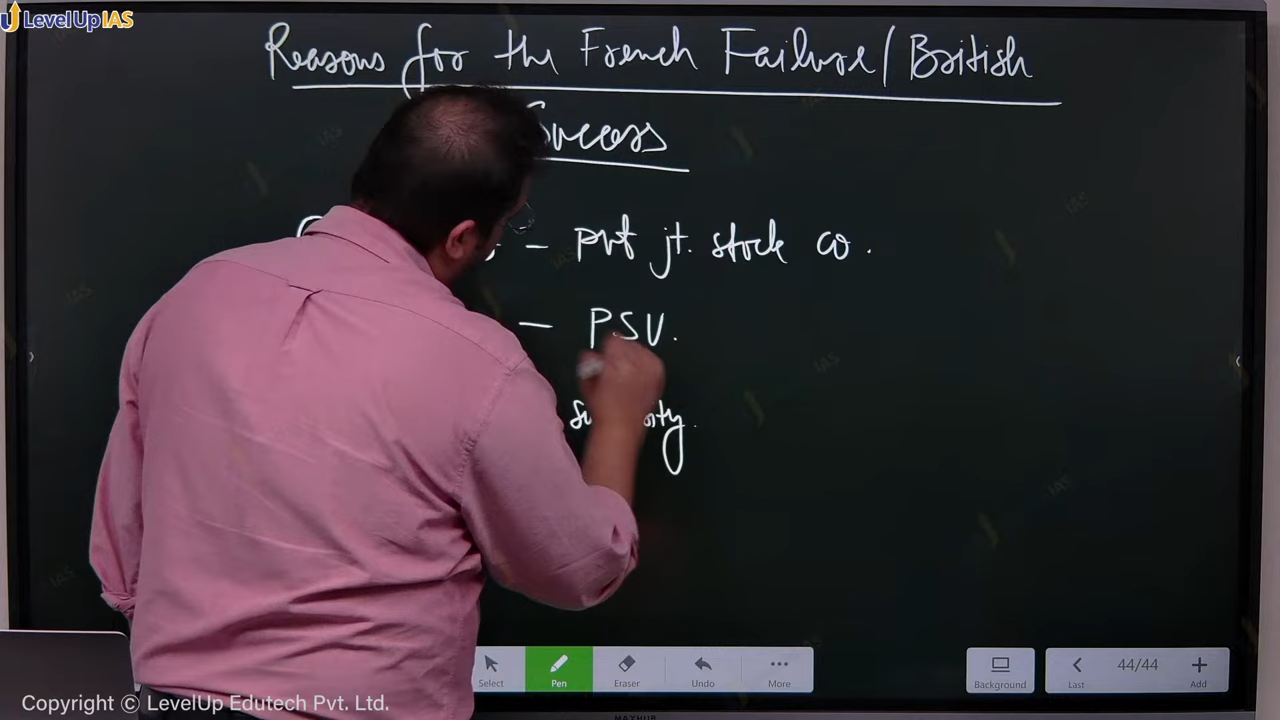 LevelUp IAS
Reasons for the French Failure/British
Success
– pvt jt. stock co.
– PSU.
Select
Pen
Eraser
Undo
More
Background
Last
44/44
Add
Copyright © LevelUp Edutech Pvt. Ltd.
MAXHUB